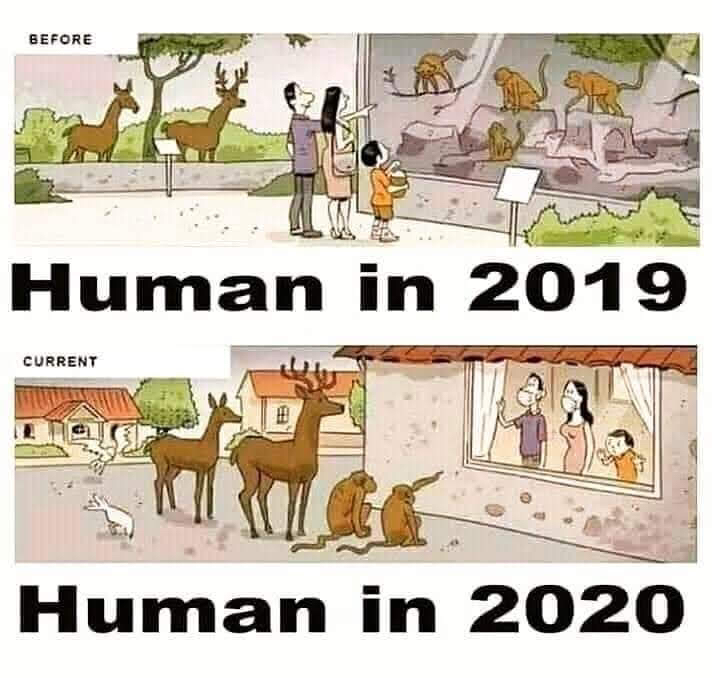 BEFORE
Human in 2019
CURRENT
Human in 2020